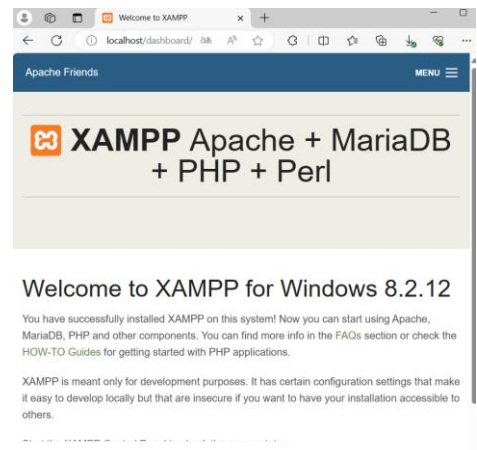 Welcome to XAMPP
localhost/dashboard/
Apache Friends
MENU
XAMPP Apache + MariaDB
+ PHP + Perl
Welcome to XAMPP for Windows 8.2.12
You have successfully installed XAMPP on this system! Now you can start using Apache,
MariaDB, PHP and other components. You can find more info in the FAQs section or check the
HOW-TO Guides for getting started with PHP applications.
XAMPP is meant only for development purposes. It has certain configuration settings that make
it easy to develop locally but that are insecure if you want to have your installation accessible to
others.